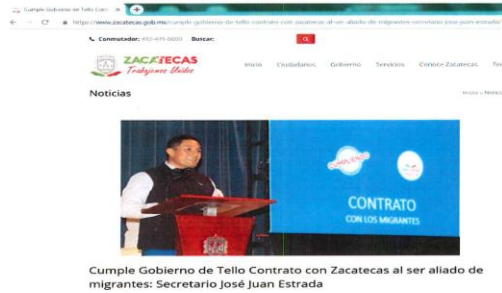 Cumple Gobierno de Tello Con
https://www.zacatecas.gob.mx/cumple-gobierno-de-tello-contrato-con-zacatecas-al-ser-aliado-de-migrantes-secretario-jose-juan-estrada/
Conmutador: Buscar:
ZACATECAS
Trabajemos Unidos
Inicio Ciudadanos Gobierno Servicios Conoce Zacatecas
Noticias
Inicio
CONTRATO
CON LOS MIGRANTES
Cumple Gobierno de Tello Contrato con Zacatecas al ser aliado de
migrantes: Secretario José Juan Estrada